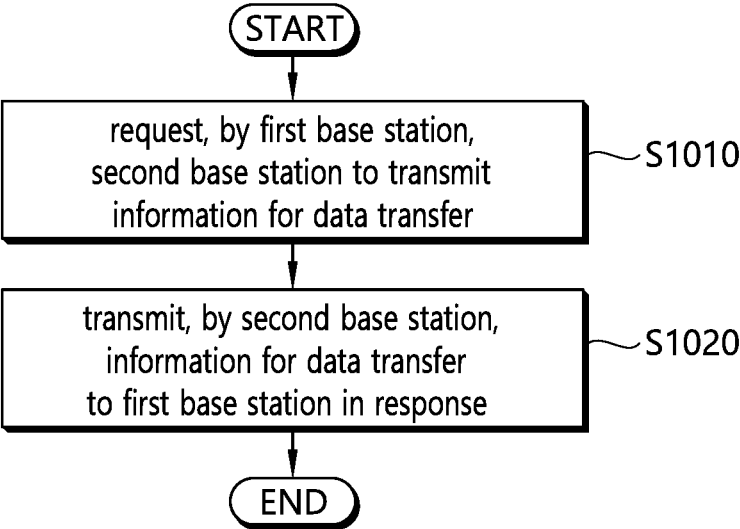 START
request, by first base station,
second base station to transmit
information for data transfer
S1010
transmit, by second base station,
information for data transfer
to first base station in response
S1020
END